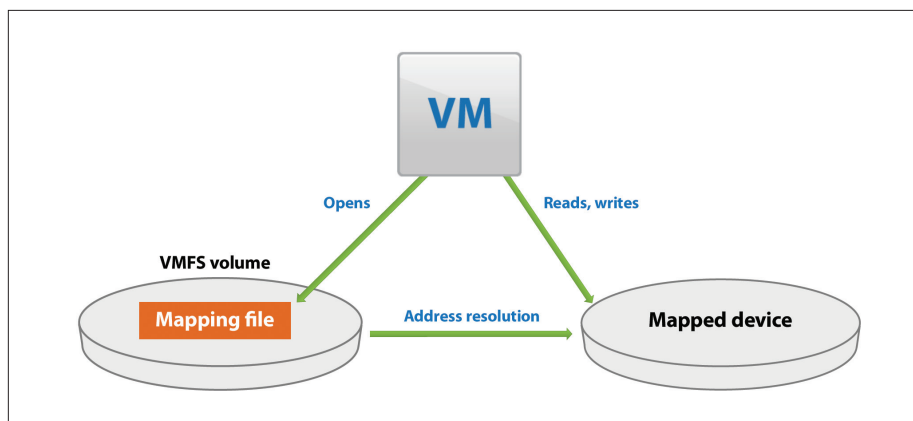 VM
Opens
Reads, writes
VMFS volume
Mapping file
Address resolution
Mapped device